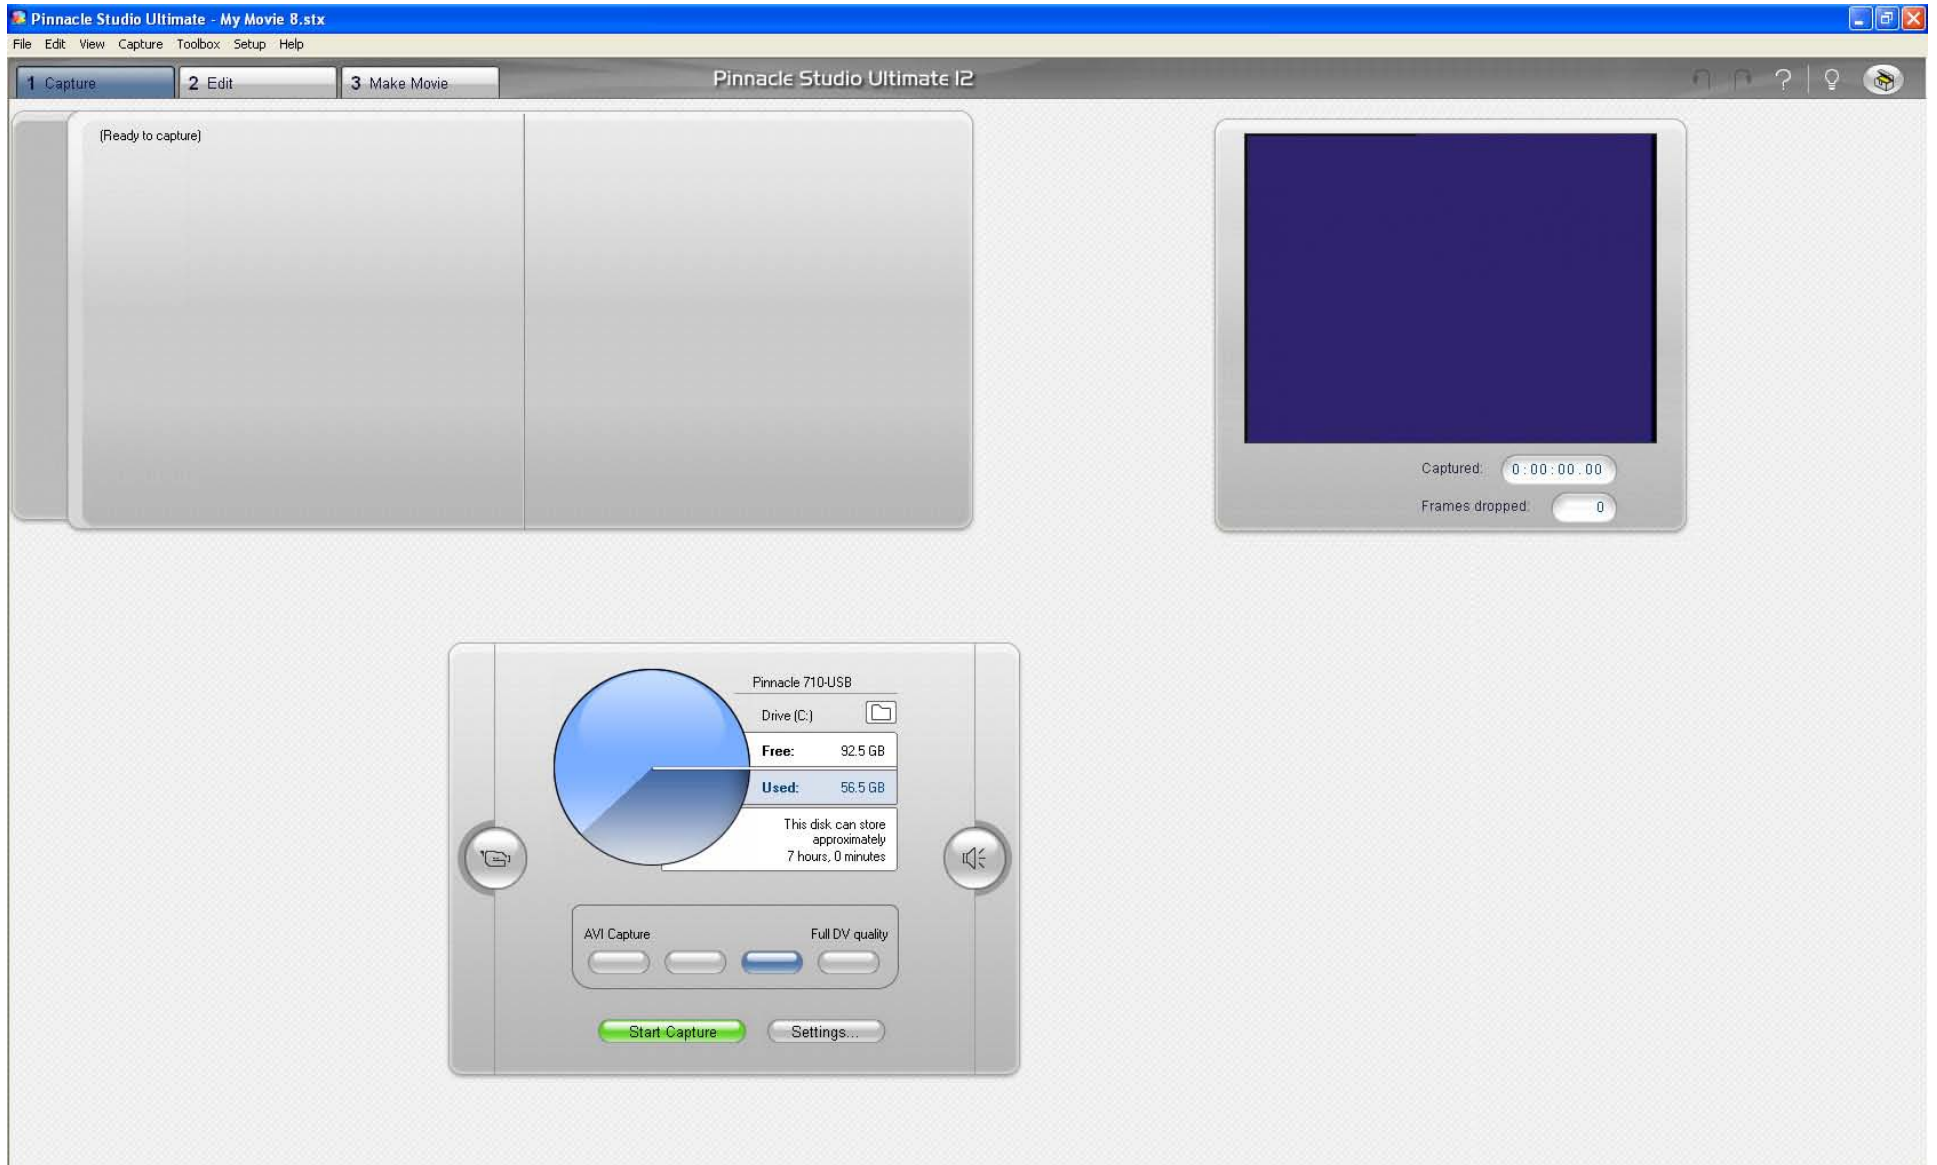 Pinnacle Studio Ultimate - My Movie 8.stx
File Edit View Capture Toolbox Setup Help
1 Capture
2 Edit
3 Make Movie
Pinnacle Studio Ultimate 12
?
(Ready to capture)
Captured: 0:00:00.00
Frames dropped: 0
Pinnacle 710-USB
Drive (C:)
Free: 92.5 GB
Used: 56.5 GB
This disk can store
approximately
7 hours, 0 minutes
AVI Capture Full DV quality
Start Capture Settings...